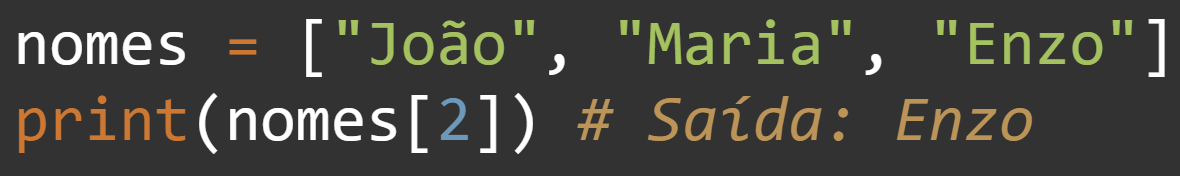 nomes = ["João", "Maria", "Enzo"]
print(nomes[2]) # Saída: Enzo